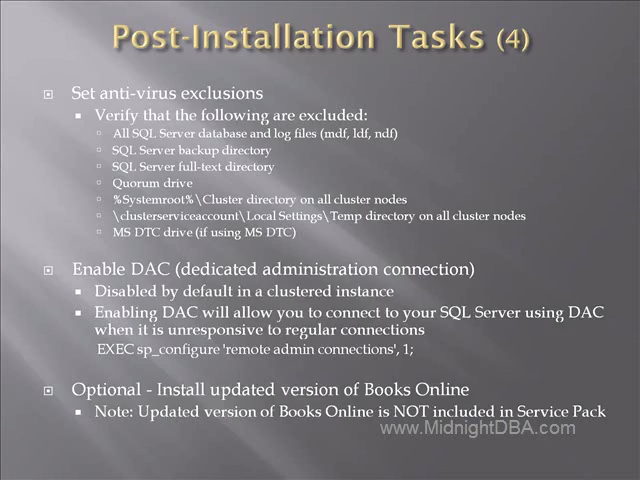 Post-Installation Tasks (4)
Set anti-virus exclusions
Verify that the following are excluded:
All SQL Server database and log files (mdf, ldf, ndf)
SQL Server backup directory
SQL Server full-text directory
Quorum drive
%Systemroot%\Cluster directory on all cluster nodes
\clusterserviceaccount\Local Settings\Temp directory on all cluster nodes
MS DTC drive (if using MS DTC)
Enable DAC (dedicated administration connection)
Disabled by default in a clustered instance
Enabling DAC will allow you to connect to your SQL Server using DAC
when it is unresponsive to regular connections
EXEC sp_configure 'remote admin connections', 1;
Optional - Install updated version of Books Online
Note: Updated version of Books Online is NOT included in Service Pack
www.MidnightDBA.com